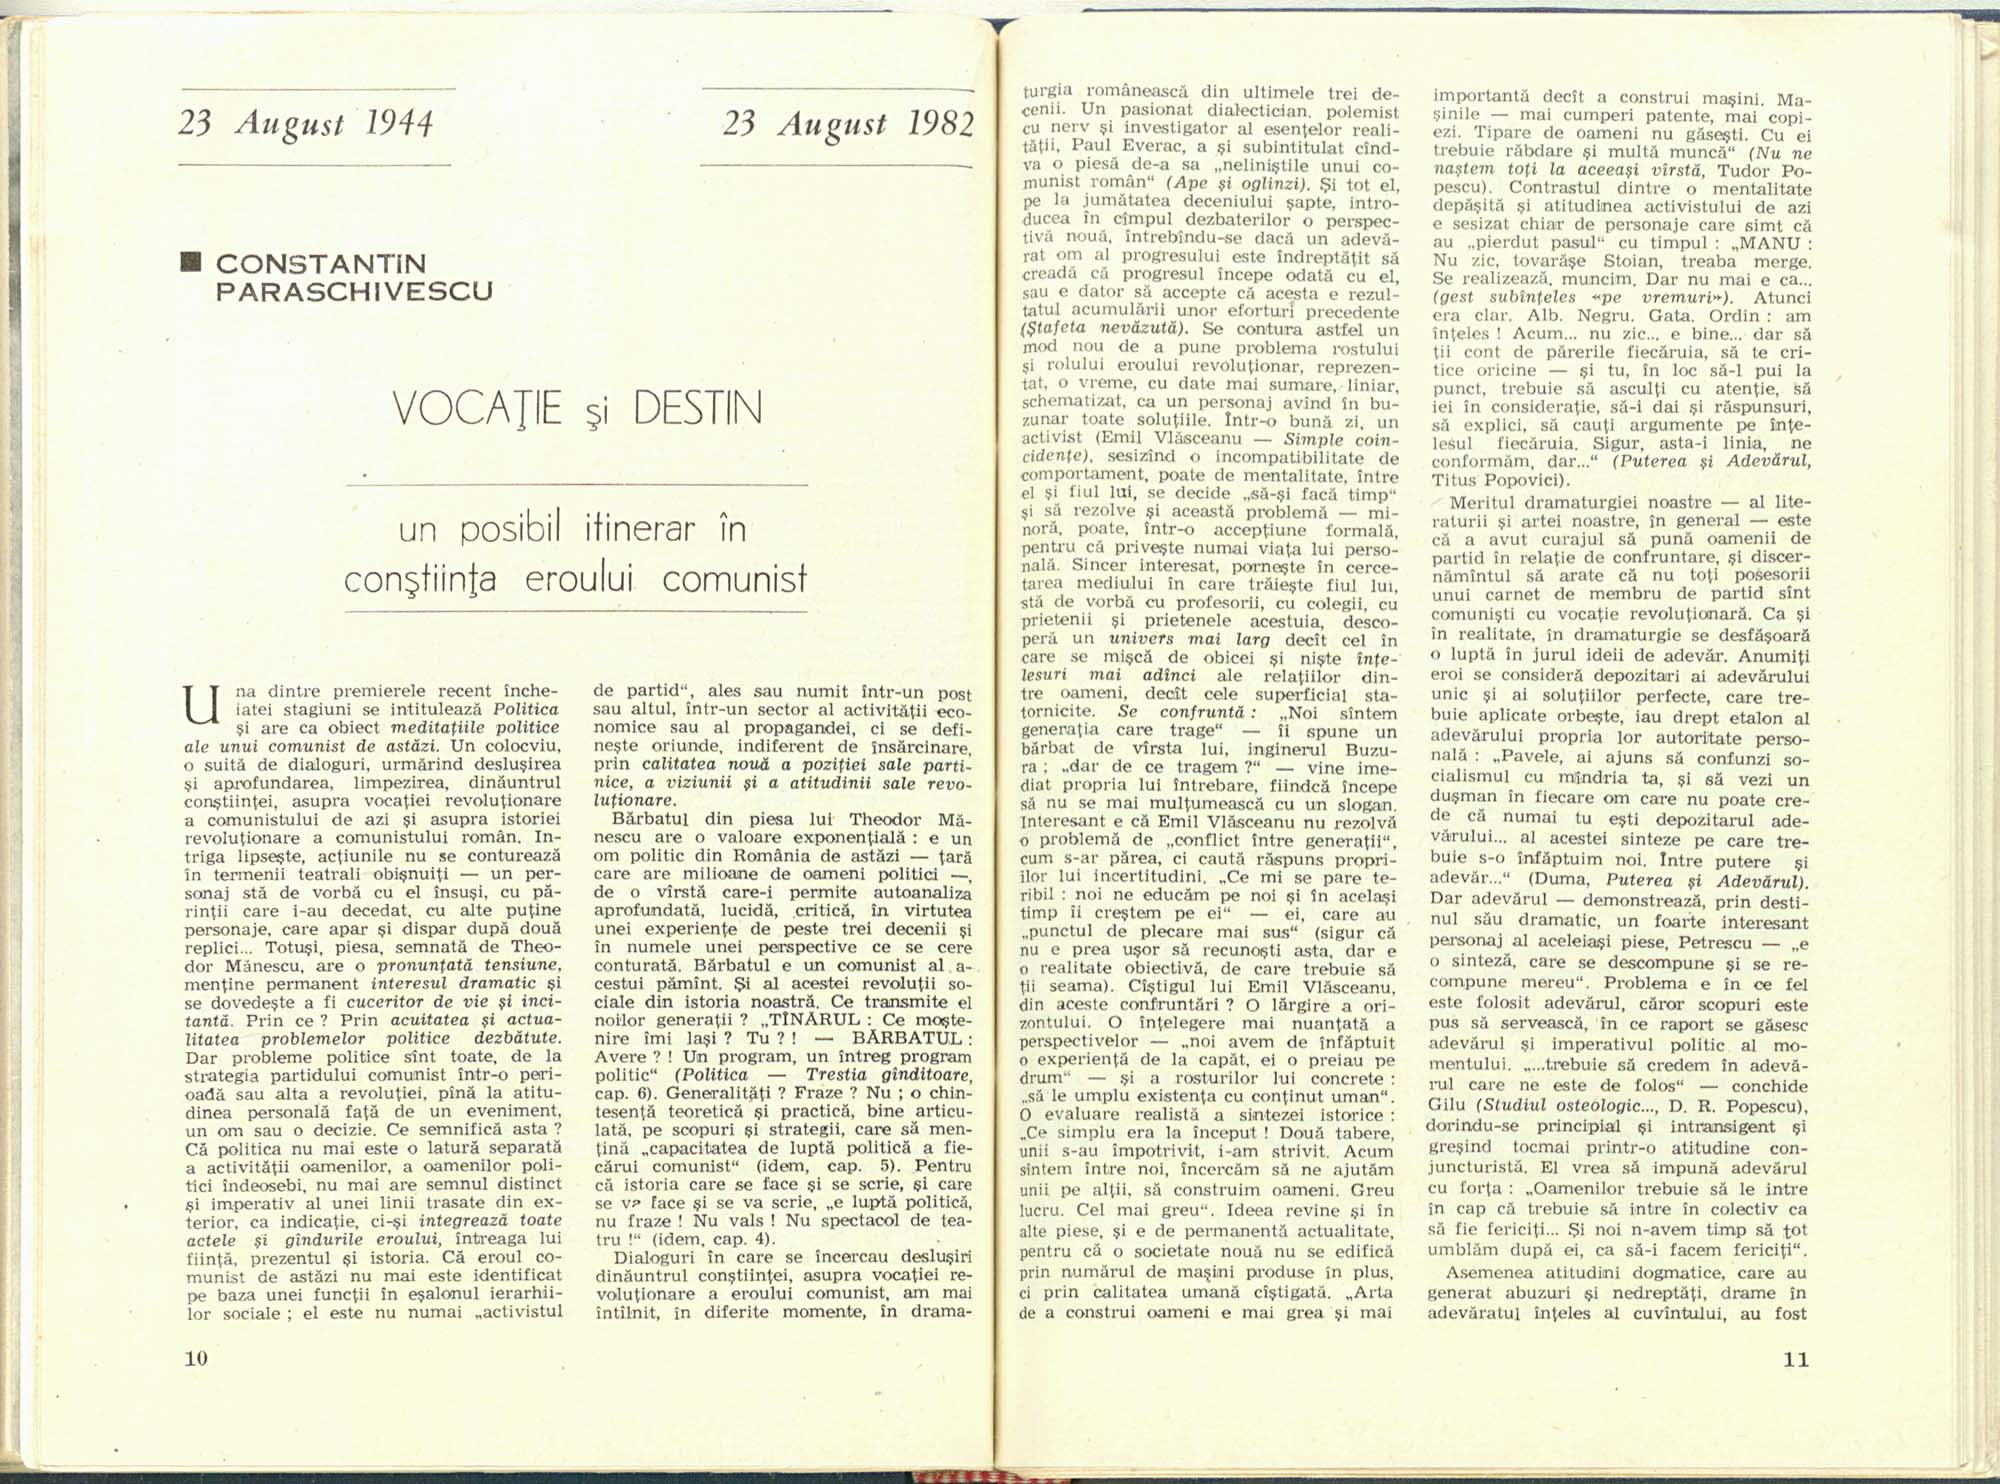 23 August 1944
23 August 1982
CONSTANTIN
PARASCHIVESCU
VOCAŢIE şi DESTIN
un posibil itinerar în
conştiinţa eroului comunist
Una dintre premierele recent înche-
iatei stagiuni se intitulează Politica
şi are ca obiect meditaţiile politice
ale unui comunist de astăzi. Un colocviu,
o suită de dialoguri, urmărind desluşirea
şi aprofundarea, limpezirea, dinăuntrul
conştiinţei, asupra vocaţiei revoluţionare
a comunistului de azi şi asupra istoriei
revoluţionare a comunistului român. In-
triga lipseşte, acţiunile nu se conturează
în termenii teatrali obişnuiţi — un per-
sonaj stă de vorbă cu el însuşi, cu pă-
rinţii care i-au decedat, cu alte puţine
personaje, care apar şi dispar după două
replici... Totuşi, piesa, semnată de Theo-
dor Mănescu, are o pronunţată tensiune,
menţine permanent interesul dramatic şi
se dovedeşte a fi cuceritor de vie şi inci-
tantă. Prin ce ? Prin acuitatea şi actua-
litatea problemelor politice dezbătute.
Dar probleme politice sînt toate, de la
strategia partidului comunist într-o peri-
oadă sau alta a revoluţiei, pînă la atitu-
dinea personală faţă de un eveniment,
un om sau o decizie. Ce semnifică asta ?
Că politica nu mai este o latură separată
a activităţii oamenilor, a oamenilor poli-
tici îndeosebi, nu mai are semnul distinct
şi imperativ al unei linii trasate din ex-
terior, ca indicaţie, ci-şi integrează toate
actele şi gîndurile eroului, întreaga lui
fiinţă, prezentul şi istoria. Că eroul co-
munist de astăzi nu mai este identificat
pe baza unei funcţii în eşalonul ierarhii-
lor sociale ; el este nu numai „activistul
de partid“, ales sau numit într-un post
sau altul, într-un sector al activităţii eco-
nomice sau al propagandei, ci se defi-
neşte oriunde, indiferent de însărcinare,
prin calitatea nouă a poziţiei sale parti-
nice, a viziunii şi a atitudinii sale revo-
luţionare.
Bărbatul din piesa lui Theodor Mă-
nescu are o valoare exponenţială : e un
om politic din România de astăzi — ţară
care are milioane de oameni politici —,
de o vîrstă care-i permite autoanaliza
aprofundată, lucidă, critică, în virtutea
unei experienţe de peste trei decenii şi
în numele unei perspective ce se cere
conturată. Bărbatul e un comunist al a-
cestui pămînt. Şi al acestei revoluţii so-
ciale din istoria noastră. Ce transmite el
noilor generaţii ? „TÎNĂRUL : Ce moşte-
nire îmi laşi ? Tu ? ! — BĂRBATUL :
Avere ? ! Un program, un întreg program
politic“ (Politica — Trestia gînditoare,
cap. 6). Generalităţi ? Fraze ? Nu ; o chin-
tesenţă teoretică şi practică, bine articu-
lată, pe scopuri şi strategii, care să men-
ţină „capacitatea de luptă politică a fie-
cărui comunist“ (idem, cap. 5). Pentru
că istoria care se face şi se scrie, şi care
se va face şi se va scrie, „e luptă politică,
nu fraze ! Nu vals ! Nu spectacol de tea-
tru !“ (idem, cap. 4).
Dialoguri în care se încercau desluşiri
dinăuntrul conştiinţei, asupra vocaţiei re-
voluţionare a eroului comunist, am mai
întîlnit, în diferite momente, în drama-
10
turgia românească din ultimele trei de-
cenii. Un pasionat dialectician, polemist
cu nerv şi investigator al esenţelor reali-
tăţii, Paul Everac, a şi subintitulat cînd-
va o piesă de-a sa „neliniştile unui co-
munist român“ (Ape şi oglinzi). Şi tot el,
pe la jumătatea deceniului şapte, intro-
ducea în cîmpul dezbaterilor o perspec-
tivă nouă, întrebîndu-se dacă un adevă-
rat om al progresului este îndreptăţit să
creadă că progresul începe odată cu el,
sau e dator să accepte că acesta e rezul-
tatul acumulării unor eforturi precedente
(Ştafeta nevăzută). Se contura astfel un
mod nou de a pune problema rostului
şi rolului eroului revoluţionar, reprezen-
tat, o vreme, cu date mai sumare, liniar,
schematizat, ca un personaj avînd în bu-
zunar toate soluţiile. Într-o bună zi, un
activist (Emil Vlăsceanu — Simple coin-
cidenţe), sesizînd o incompatibilitate de
comportament, poate de mentalitate, între
el şi fiul lui, se decide „să-şi facă timp“
şi să rezolve şi această problemă — mi-
noră, poate, într-o accepţiune formală,
pentru că priveşte numai viaţa lui perso-
nală. Sincer interesat, porneşte în cerce-
tarea mediului în care trăieşte fiul lui,
stă de vorbă cu profesorii, cu colegii, cu
prietenii şi prietenele acestuia, desco-
peră un univers mai larg decît cel în
care se mişcă de obicei şi nişte înţe-
lesuri mai adînci ale relaţiilor din-
tre oameni, decît cele superficial sta-
tornicite. Se confruntă : „Noi sîntem
generaţia care trage“ — îi spune un
bărbat de vîrsta lui, inginerul Buzu-
ra ; „dar de ce tragem ?“ — vine ime-
diat propria lui întrebare, fiindcă începe
să nu se mai mulţumească cu un slogan.
Interesant e că Emil Vlăsceanu nu rezolvă
o problemă de „conflict între generaţii“,
cum s-ar părea, ci caută răspuns propri-
ilor lui incertitudini. „Ce mi se pare te-
ribil : noi ne educăm pe noi şi în acelaşi
timp îi creştem pe ei“ — ei, care au
„punctul de plecare mai sus“ (sigur că
nu e prea uşor să recunoşti asta, dar e
o realitate obiectivă, de care trebuie să
ţii seama). Cîştigul lui Emil Vlăsceanu,
din aceste confruntări ? O lărgire a ori-
zontului. O înţelegere mai nuanţată a
perspectivelor — „noi avem de înfăptuit
o experienţă de la capăt, ei o preiau pe
drum“ — şi a rosturilor lui concrete :
„să le umplu existenţa cu conţinut uman“.
O evaluare realistă a sintezei istorice :
„Ce simplu era la început ! Două tabere,
unii s-au împotrivit, i-am strivit. Acum
sîntem între noi, încercăm să ne ajutăm
unii pe alţii, să construim oameni. Greu
lucru. Cel mai greu“. Ideea revine şi în
alte piese, şi e de permanentă actualitate,
pentru că o societate nouă nu se edifică
prin numărul de maşini produse în plus,
ci prin calitatea umană cîştigată. „Arta
de a construi oameni e mai grea şi mai
importantă decît a construi maşini. Ma-
şinile — mai cumperi patente, mai copi-
ezi. Tipare de oameni nu găseşti. Cu ei
trebuie răbdare şi multă muncă“ (Nu ne
naştem toţi la aceeaşi vîrstă, Tudor Po-
pescu). Contrastul dintre o mentalitate
depăşită şi atitudinea activistului de azi
e sesizat chiar de personaje care simt că
au „pierdut pasul“ cu timpul : „MANU :
Nu zic, tovarăşe Stoian, treaba merge.
Se realizează, muncim. Dar nu mai e ca...
(gest subînţeles «pe vremuri»). Atunci
era clar. Alb. Negru. Gata. Ordin : am
înţeles ! Acum... nu zic... e bine... dar să
ţii cont de părerile fiecăruia, să te cri-
tice oricine — şi tu, în loc să-l pui la
punct, trebuie să asculţi cu atenţie, să
iei în consideraţie, să-i dai şi răspunsuri,
să explici, să cauţi argumente pe înţe-
lesul fiecăruia. Sigur, asta-i linia, ne
conformăm, dar...“ (Puterea şi Adevărul,
Titus Popovici).
Meritul dramaturgiei noastre — al lite-
raturii şi artei noastre, în general — este
că a avut curajul să pună oamenii de
partid în relaţie de confruntare, şi discer-
nămîntul să arate că nu toţi posesorii
unui carnet de membru de partid sînt
comunişti cu vocaţie revoluţionară. Ca şi
în realitate, în dramaturgie se desfăşoară
o luptă în jurul ideii de adevăr. Anumiţi
eroi se consideră depozitari ai adevărului
unic şi ai soluţiilor perfecte, care tre-
buie aplicate orbeşte, iau drept etalon al
adevărului propria lor autoritate perso-
nală : „Pavele, ai ajuns să confunzi so-
cialismul cu mîndria ta, şi să vezi un
duşman în fiecare om care nu poate cre-
de că numai tu eşti depozitarul ade-
vărului... al acestei sinteze pe care tre-
buie s-o înfăptuim noi. Între putere şi
adevăr...“ (Duma, Puterea şi Adevărul).
Dar adevărul — demonstrează, prin desti-
nul său dramatic, un foarte interesant
personaj al aceleiaşi piese, Petrescu — „e
o sinteză, care se descompune şi se re-
compune mereu“. Problema e în ce fel
este folosit adevărul, căror scopuri este
pus să servească, în ce raport se găsesc
adevărul şi imperativul politic al mo-
mentului. „...trebuie să credem în adevă-
rul care ne este de folos“ — conchide
Gilu (Studiul osteologic..., D. R. Popescu),
dorindu-se principial şi intransigent şi
greşind tocmai printr-o atitudine con-
juncturistă. El vrea să impună adevărul
cu forţa : „Oamenilor trebuie să le intre
în cap că trebuie să intre în colectiv ca
să fie fericiţi... Şi noi n-avem timp să tot
umblăm după ei, ca să-i facem fericiţi“.
Asemenea atitudini dogmatice, care au
generat abuzuri şi nedreptăţi, drame în
adevăratul înţeles al cuvîntului, au fost
11